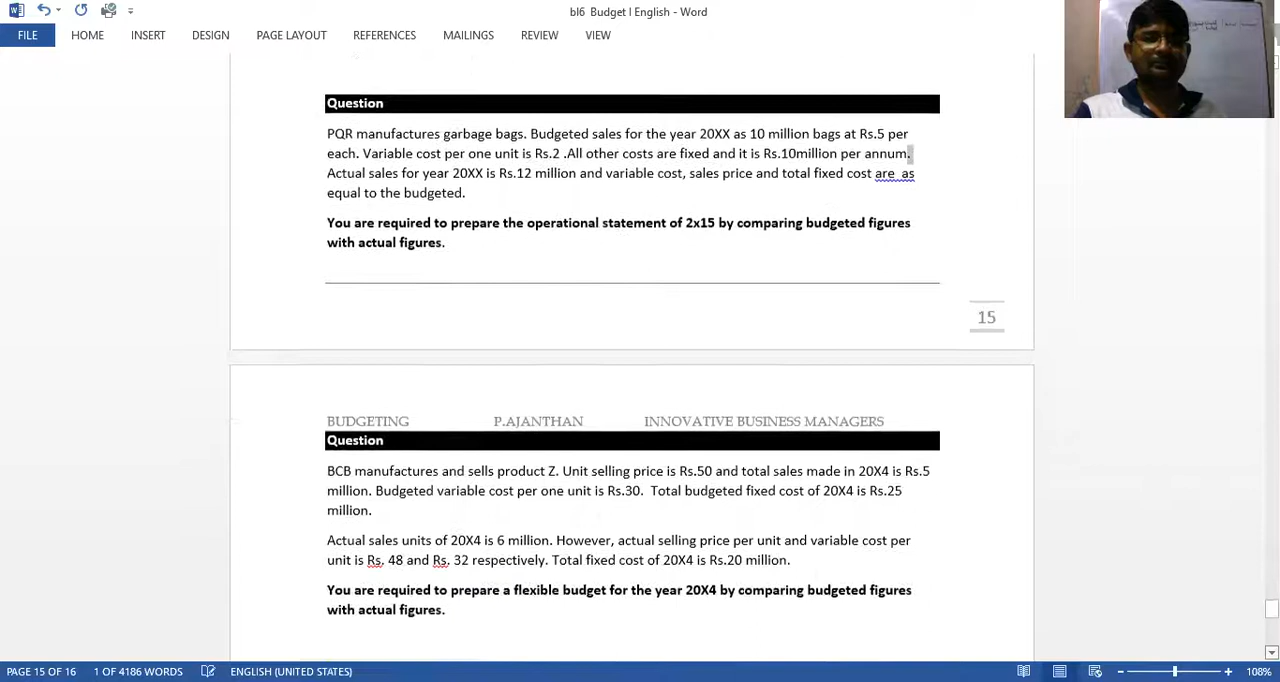 bl6 Budget l English - Word
FILE HOME INSERT DESIGN PAGE LAYOUT REFERENCES MAILINGS REVIEW VIEW
Question
PQR manufactures garbage bags. Budgeted sales for the year 20XX as 10 million bags at Rs.5 per
each. Variable cost per one unit is Rs.2 .All other costs are fixed and it is Rs.10million per annum.
Actual sales for year 20XX is Rs.12 million and variable cost, sales price and total fixed cost are as
equal to the budgeted.
You are required to prepare the operational statement of 2x15 by comparing budgeted figures
with actual figures.
15
BUDGETING P.AJANTHAN INNOVATIVE BUSINESS MANAGERS
Question
BCB manufactures and sells product Z. Unit selling price is Rs.50 and total sales made in 20X4 is Rs.5
million. Budgeted variable cost per one unit is Rs.30. Total budgeted fixed cost of 20X4 is Rs.25
million.
Actual sales units of 20X4 is 6 million. However, actual selling price per unit and variable cost per
unit is Rs. 48 and Rs. 32 respectively. Total fixed cost of 20X4 is Rs.20 million.
You are required to prepare a flexible budget for the year 20X4 by comparing budgeted figures
with actual figures.
PAGE 15 OF 16 1 OF 4186 WORDS ENGLISH (UNITED STATES) 108%